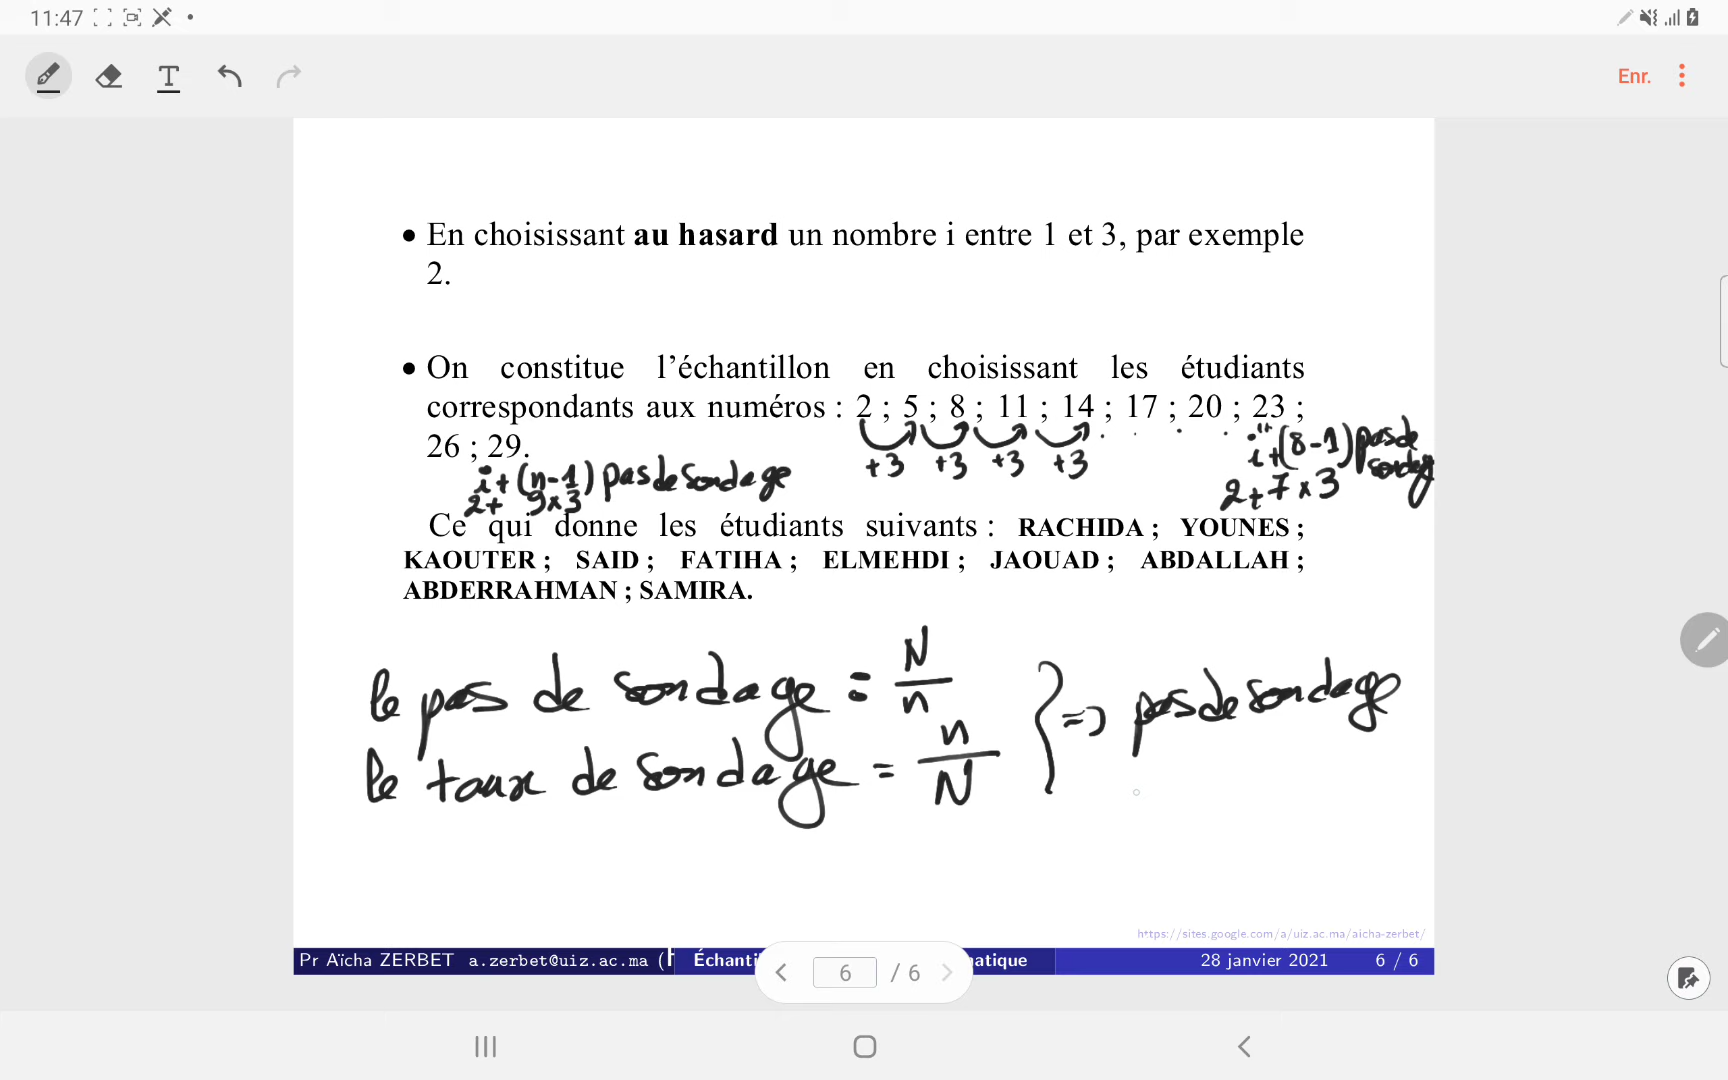 11:47
Enr.
• En choisissant au hasard un nombre i entre 1 et 3, par exemple
2.
• On constitue l’échantillon en choisissant les étudiants
correspondants aux numéros : 2 ; 5 ; 8 ; 11 ; 14 ; 17 ; 20 ; 23 ;
26 ; 29.
+3 +3 +3 +3
i+(8-1) pas de
2+7x3
i+(n-1) pas de sondage
2+ 9x3
Ce qui donne les étudiants suivants : RACHIDA ; YOUNES ;
KAOUTER ; SAID ; FATIHA ; ELMEHDI ; JAOUAD ; ABDALLAH ;
ABDERRAHMAN ; SAMIRA.
le pas de sondage = N/n
le taux de sondage = n/N
} => pas de sondage
https://sites.google.com/a/uiz.ac.ma/aicha-zerbet/
Pr Aïcha ZERBET a.zerbet@uiz.ac.ma ( Échanti atique 28 janvier 2021 6 / 6
6 / 6